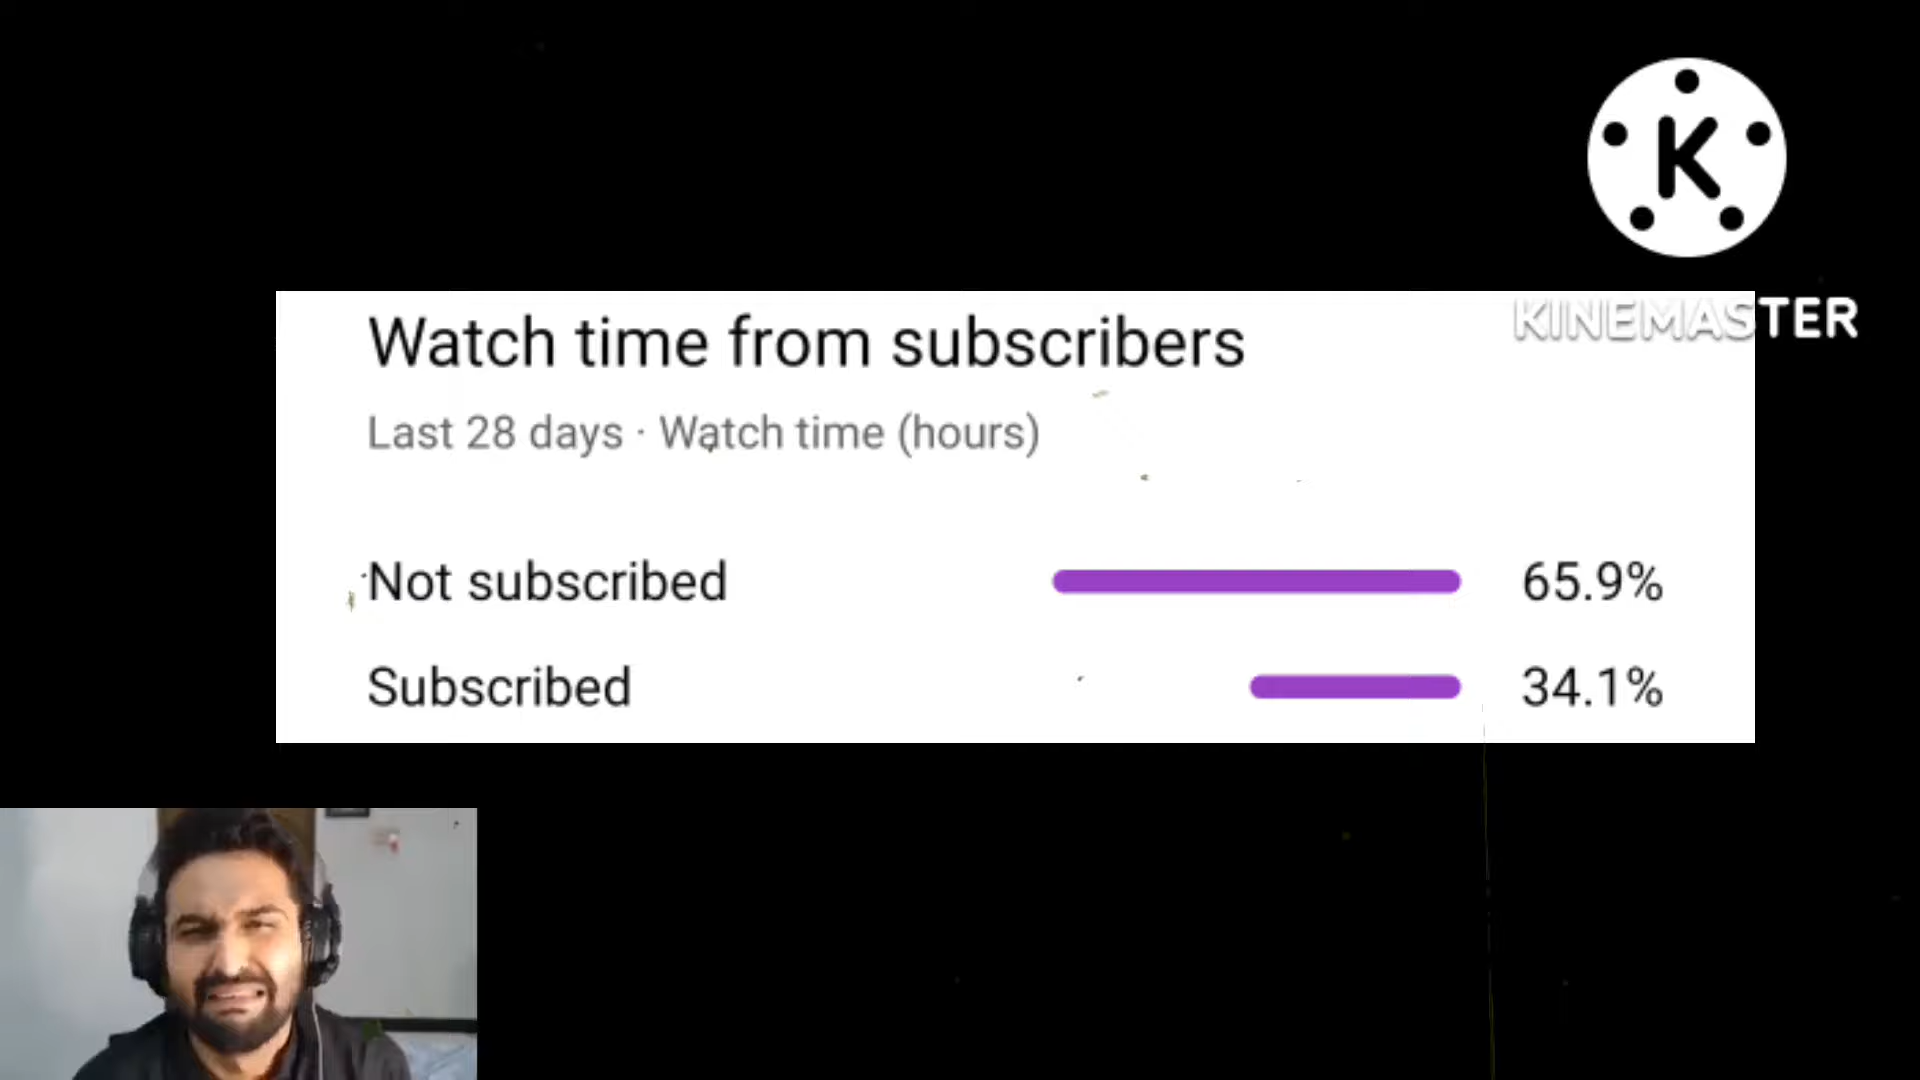 K
KINEMASTER
Watch time from subscribers
Last 28 days · Watch time (hours)
Not subscribed 65.9%
Subscribed 34.1%